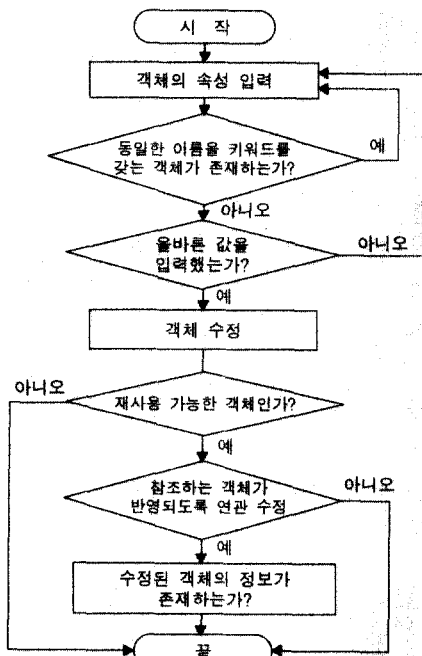 시 작
객체의 속성 입력
동일한 이름을 키워드를
갖는 객체가 존재하는가?
예
아니오
올바른 값을
입력했는가?
아니오
예
객체 수정
아니오
재사용 가능한 객체인가?
예
참조하는 객체가
반영되도록 연관 수정
아니오
예
수정된 객체의 정보가
존재하는가?
끝